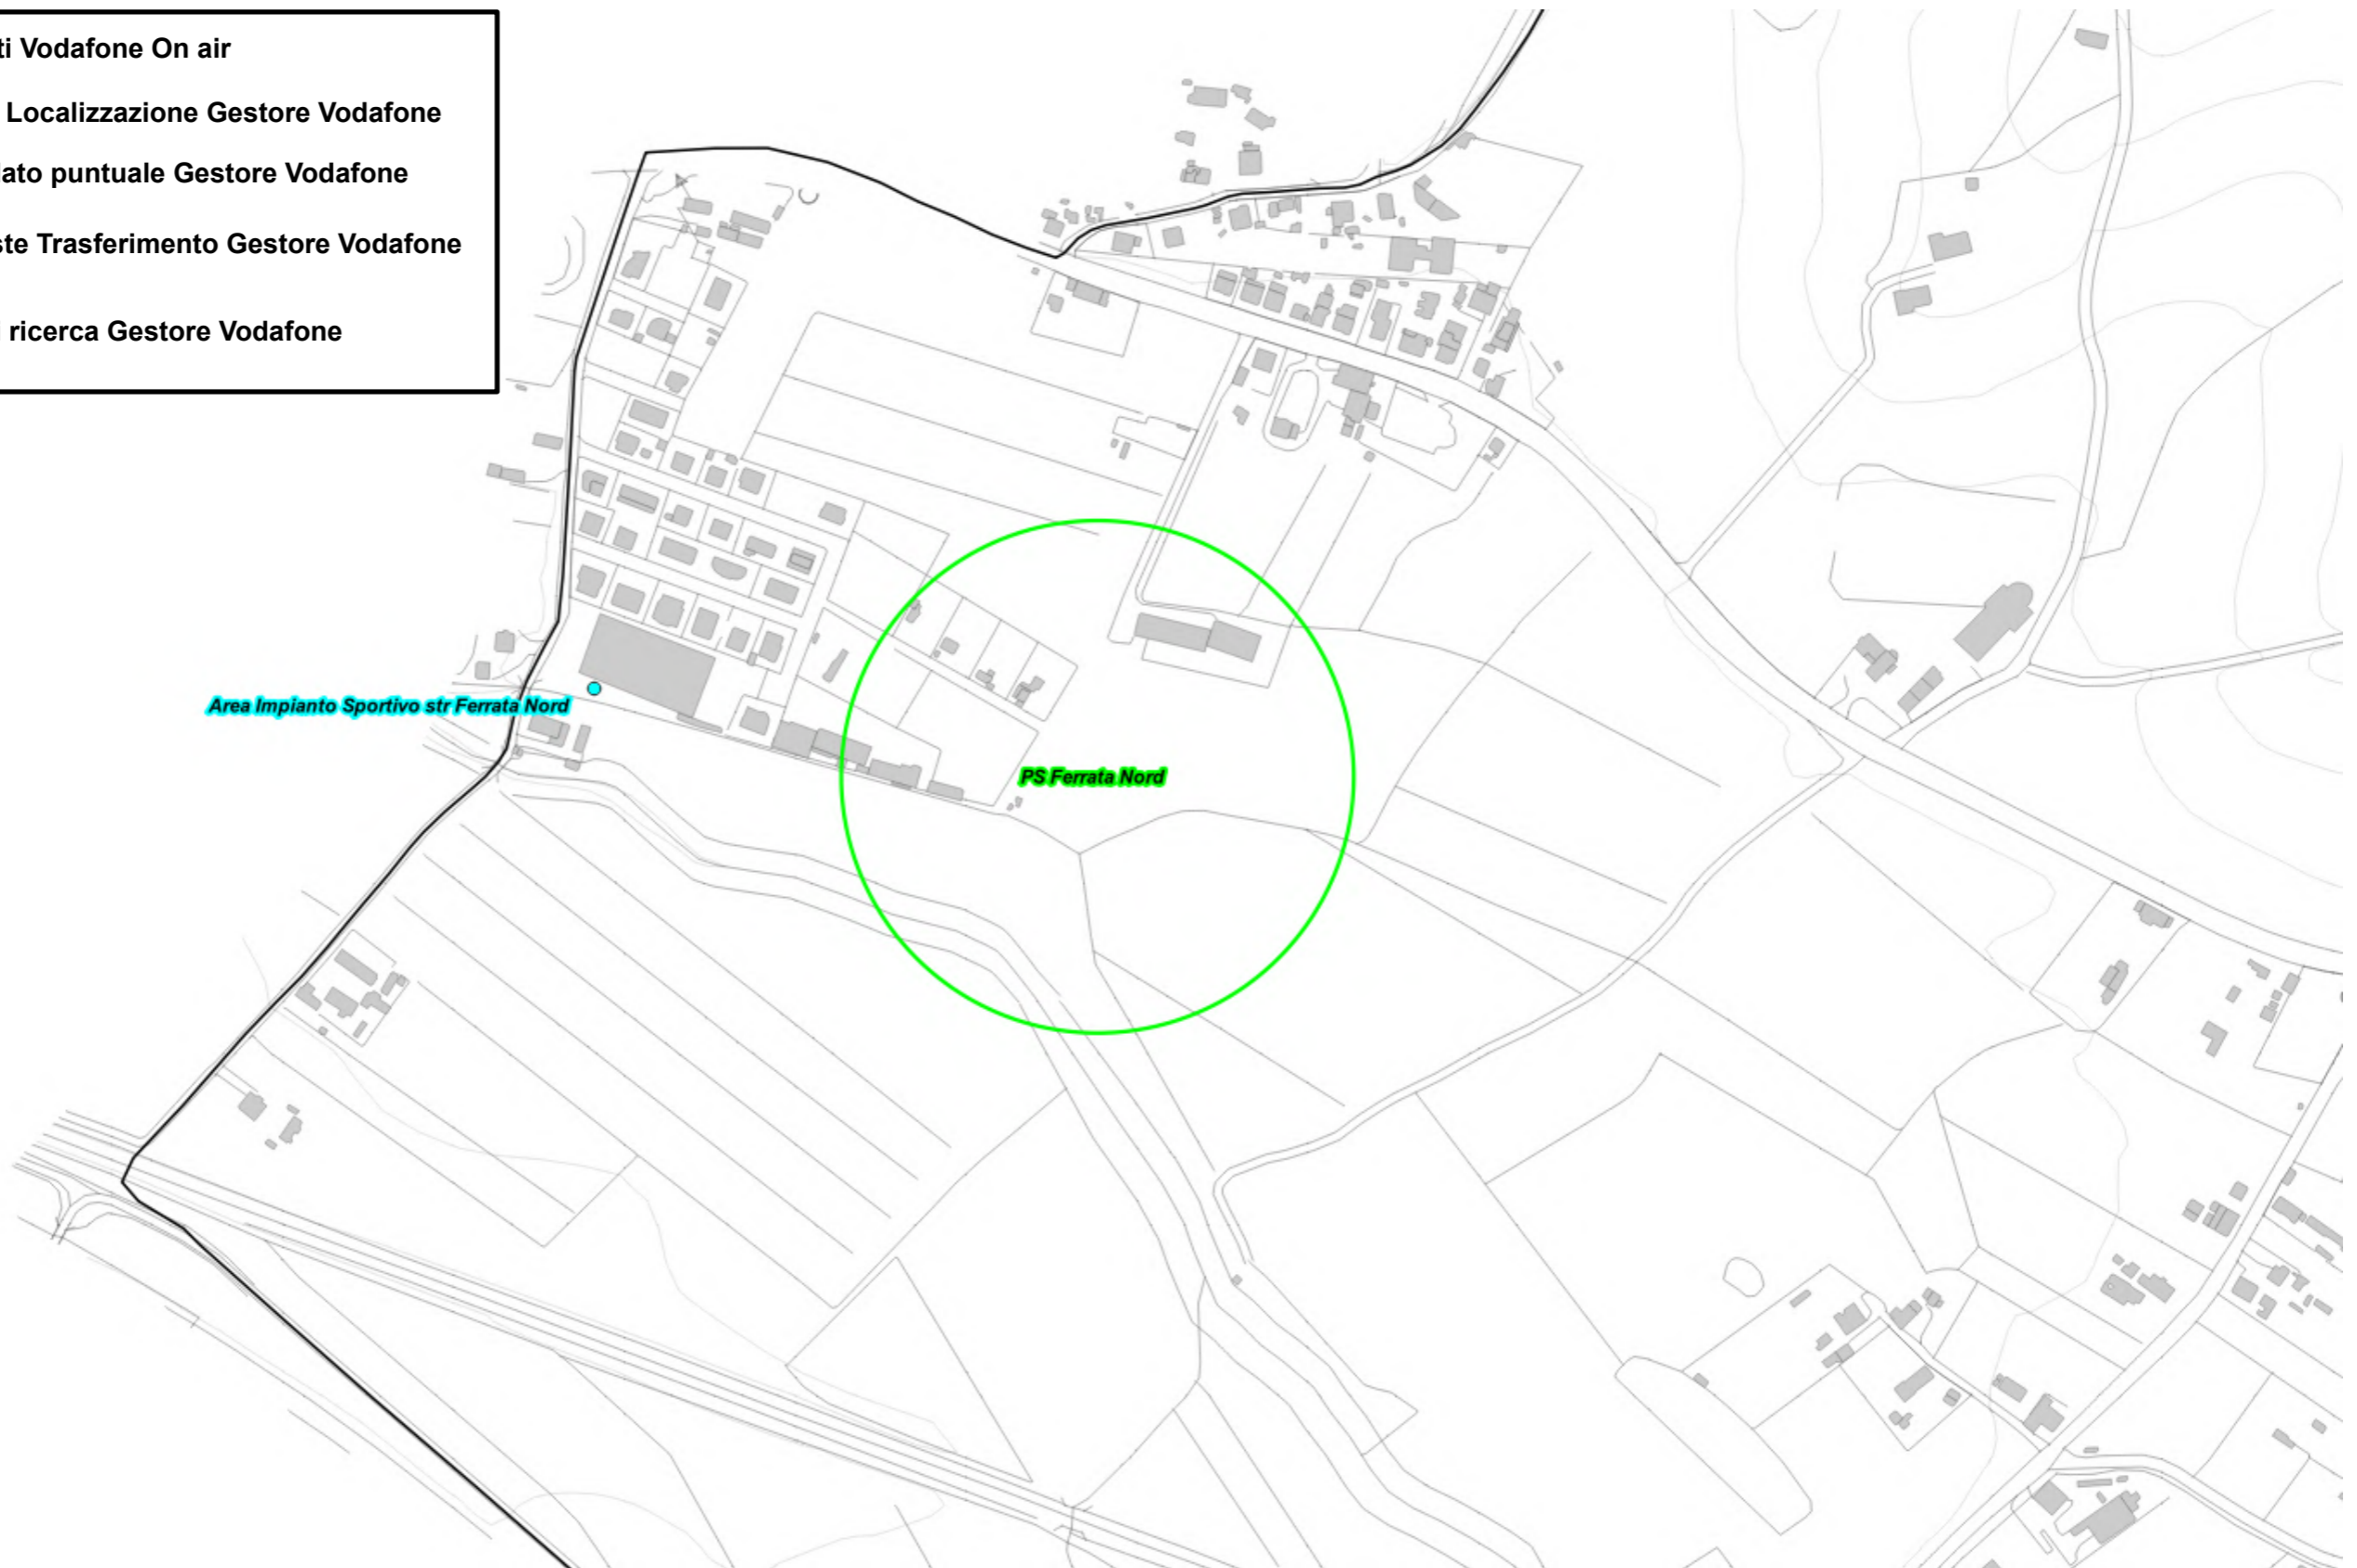 ti Vodafone On air
Localizzazione Gestore Vodafone
lato puntuale Gestore Vodafone
ste Trasferimento Gestore Vodafone
ricerca Gestore Vodafone
Area Impianto Sportivo str Ferrata Nord
PS Ferrata Nord